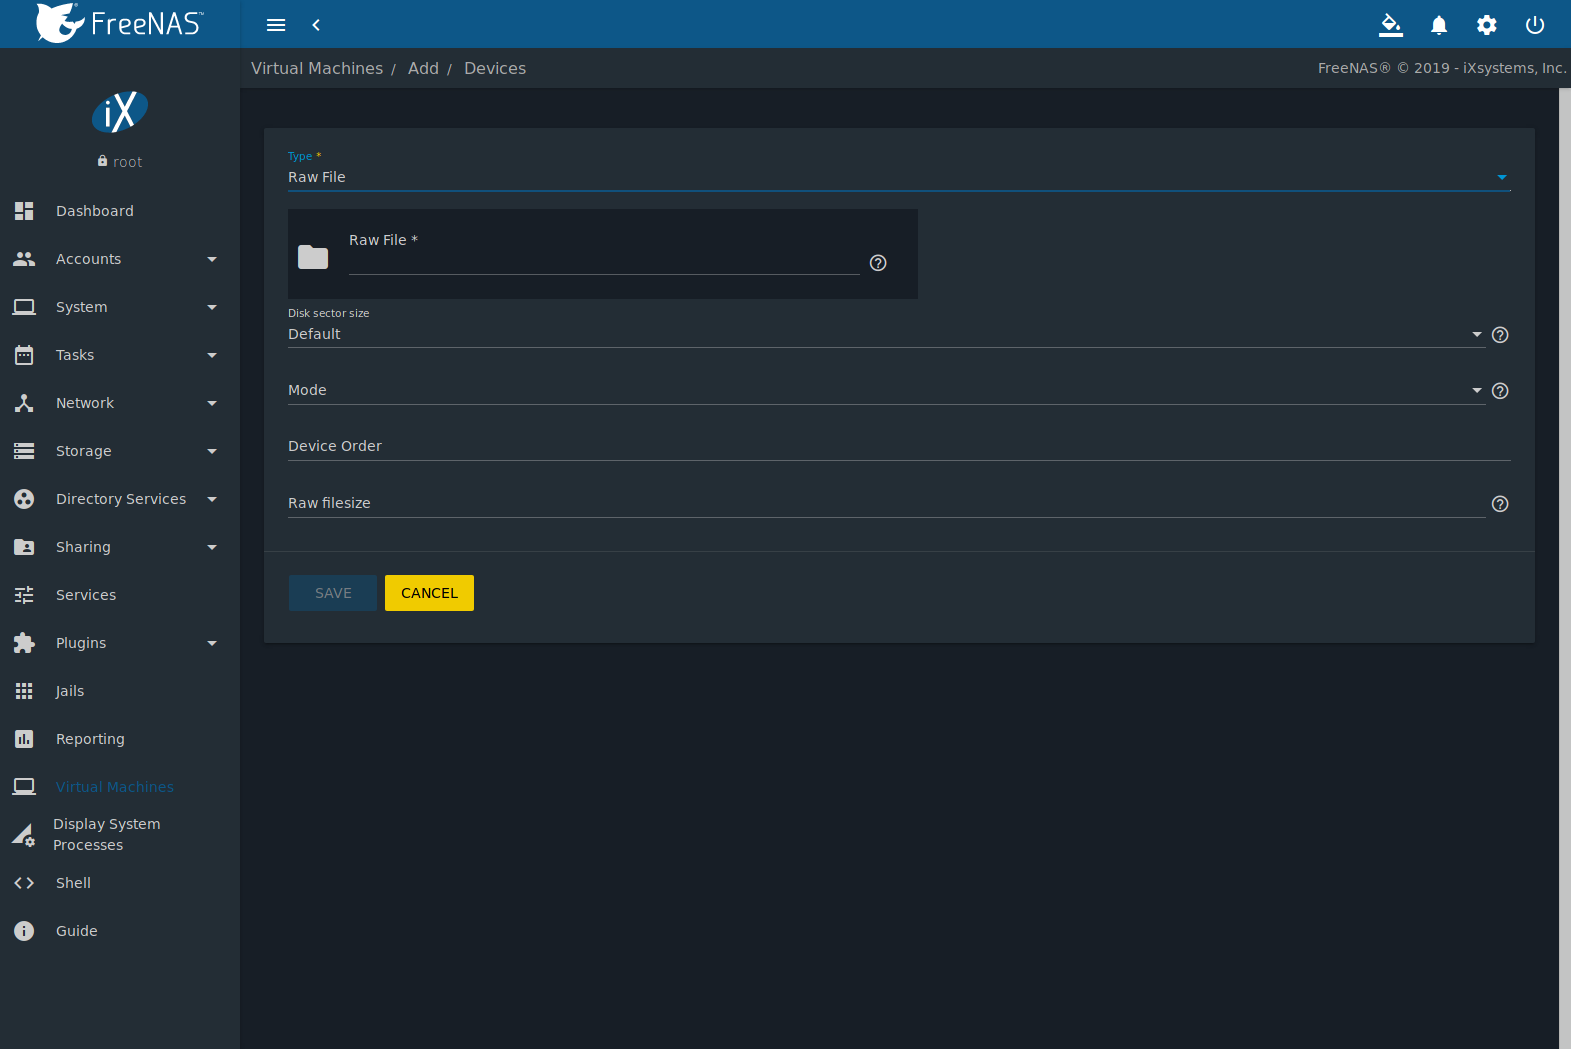 FreeNAS™
Virtual Machines / Add / Devices
FreeNAS® © 2019 - iXsystems, Inc.
iX
root
Dashboard
Accounts
System
Tasks
Network
Storage
Directory Services
Sharing
Services
Plugins
Jails
Reporting
Virtual Machines
Display System
Processes
Shell
Guide
Type *
Raw File
Raw File *
Disk sector size
Default
Mode
Device Order
Raw filesize
SAVE CANCEL